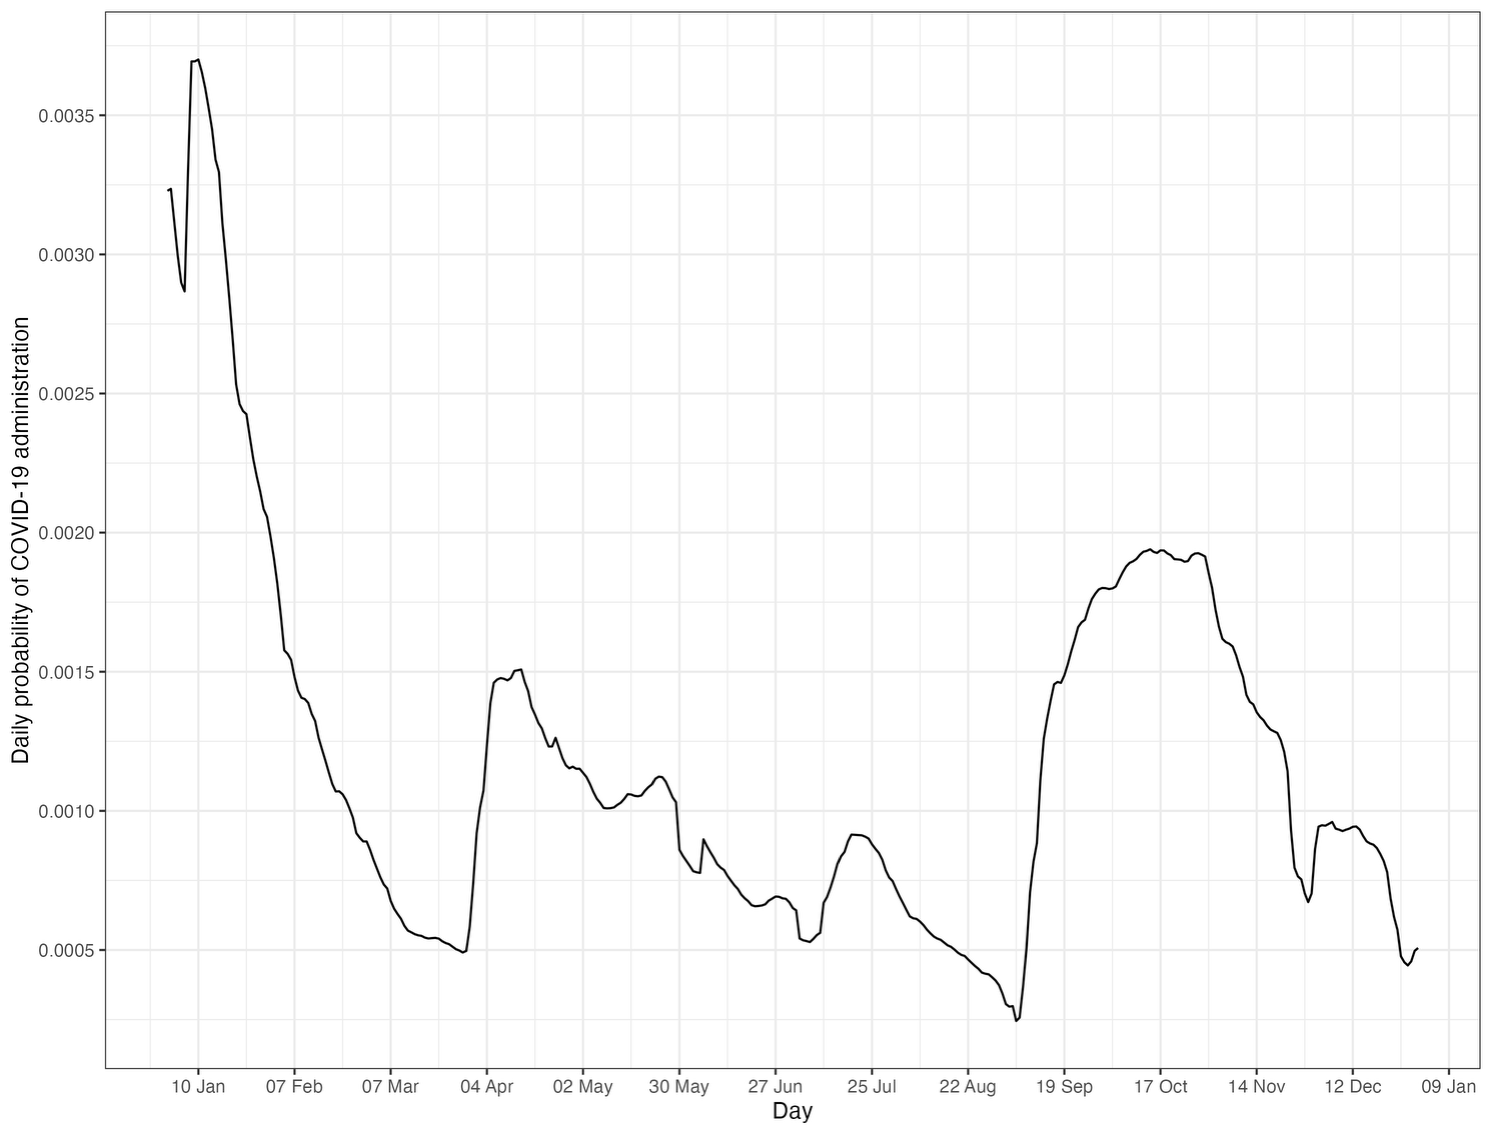 Daily probability of COVID-19 administration
0.0035
0.0030
0.0025
0.0020
0.0015
0.0010
0.0005
10 Jan 07 Feb 07 Mar 04 Apr 02 May 30 May 27 Jun 25 Jul 22 Aug 19 Sep 17 Oct 14 Nov 12 Dec 09 Jan
Day